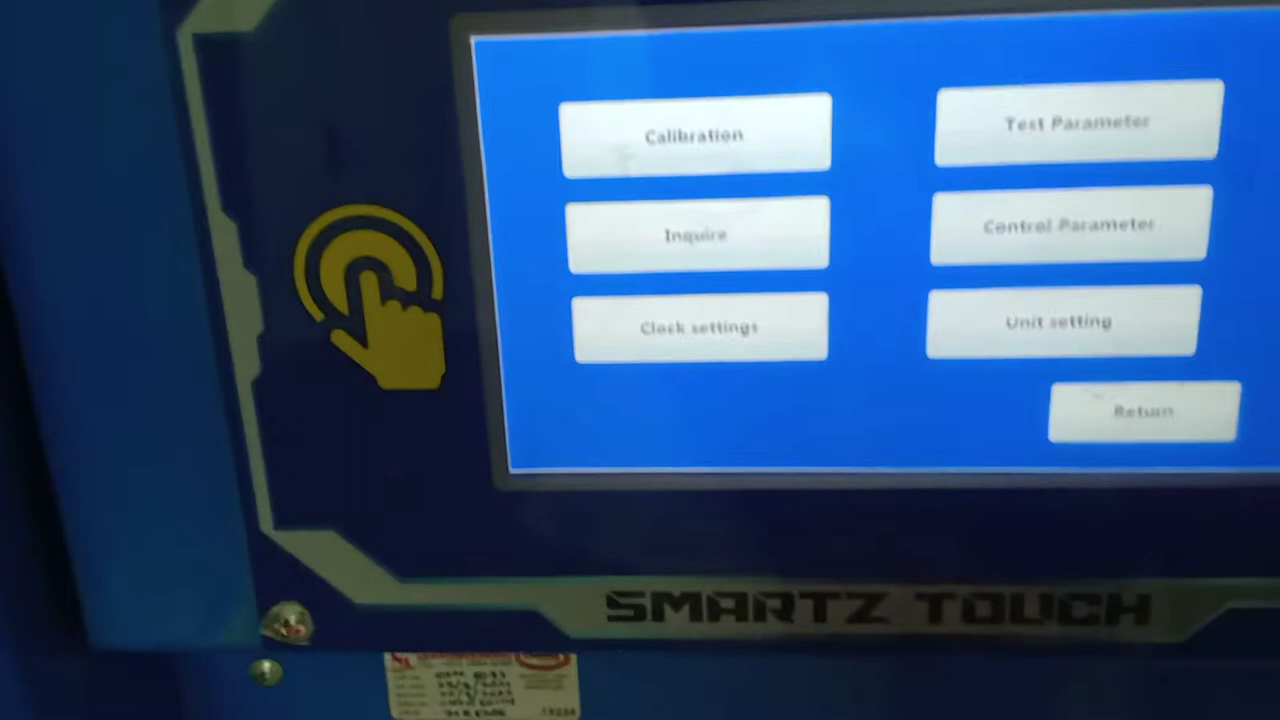 Calibration
Test Parameter
Inquire
Control Parameter
Clock settings
Unit setting
Return
SMARTZ TOUCH